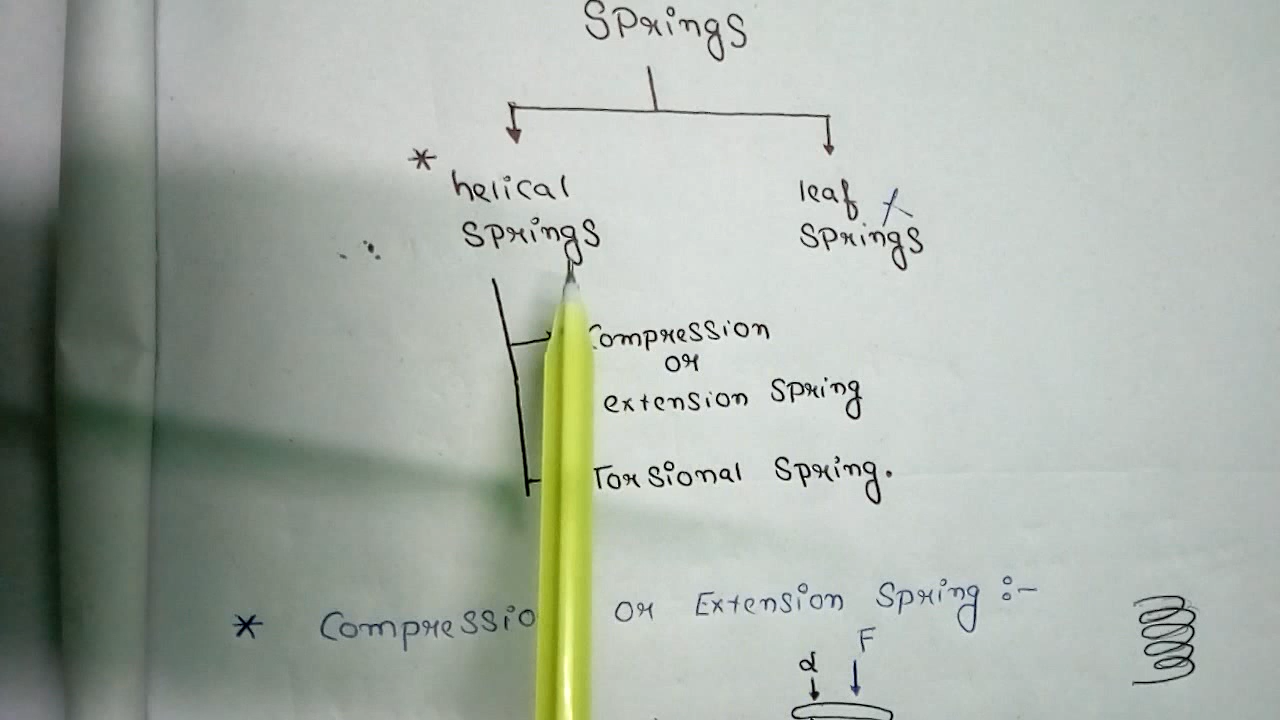 Springs
* helical
springs
leaf ×
springs
Compression
or
extension spring
Torsional spring.
* Compressio or Extension Spring :-
d F